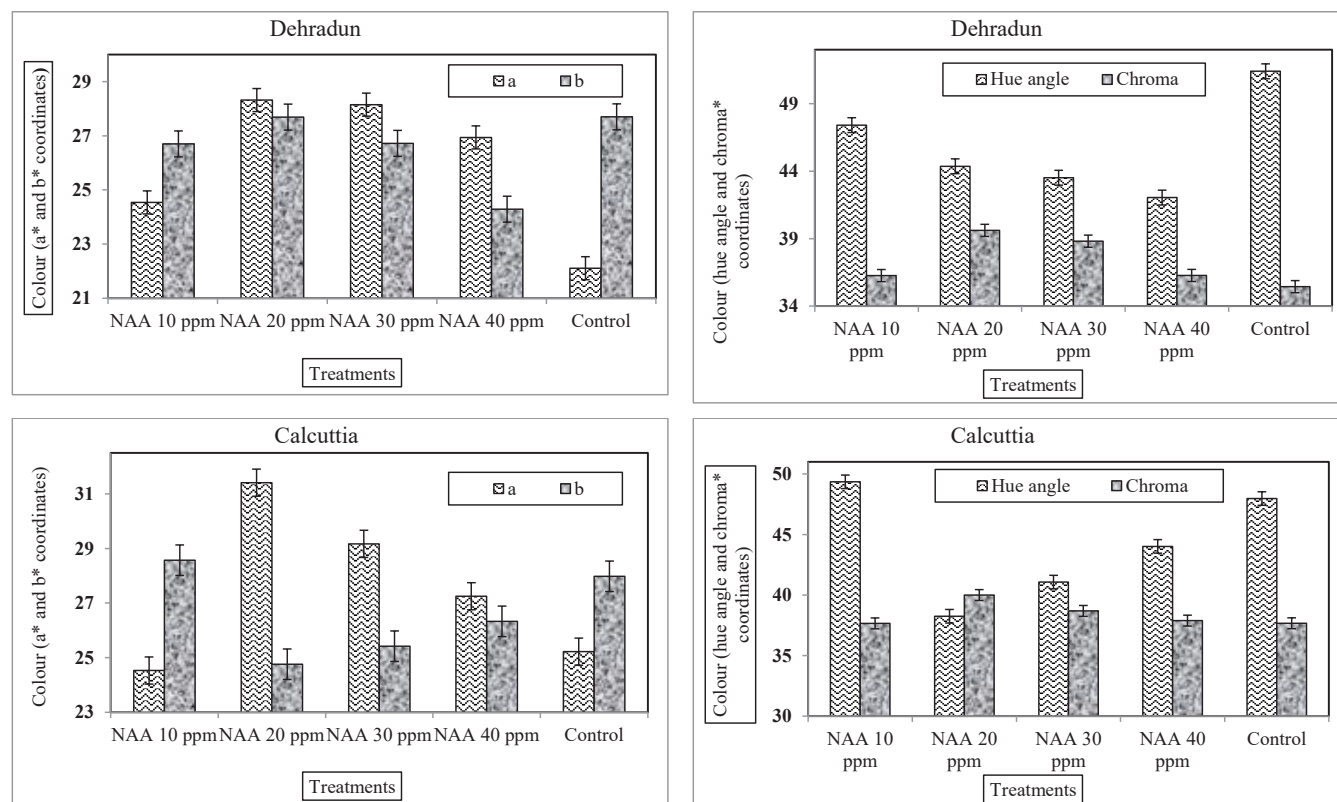 Dehradun
Colour (a* and b* coordinates)
29
27
25
23
21
a b
NAA 10 ppm NAA 20 ppm NAA 30 ppm NAA 40 ppm Control
Treatments
Dehradun
Colour (hue angle and chroma*
coordinates)
49
44
39
34
Hue angle Chroma
NAA 10 NAA 20 NAA 30 NAA 40 Control
ppm ppm ppm ppm
Treatments
Calcuttia
Colour (a* and b* coordinates)
31
29
27
25
23
a b
NAA 10 ppm NAA 20 ppm NAA 30 ppm NAA 40 ppm Control
Treatments
Calcuttia
Colour (hue angle and chroma*
coordinates)
50
45
40
35
30
Hue angle Chroma
NAA 10 NAA 20 NAA 30 NAA 40 Control
ppm ppm ppm ppm
Treatments